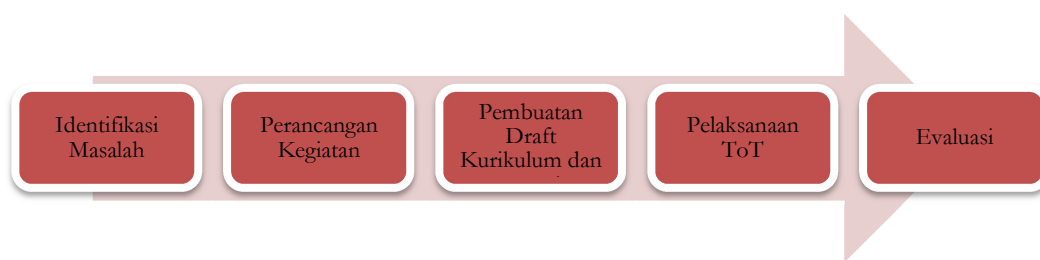 Identifikasi
Masalah
Perancangan
Kegiatan
Pembuatan
Draft
Kurikulum dan
Pelaksanaan
ToT
Evaluasi